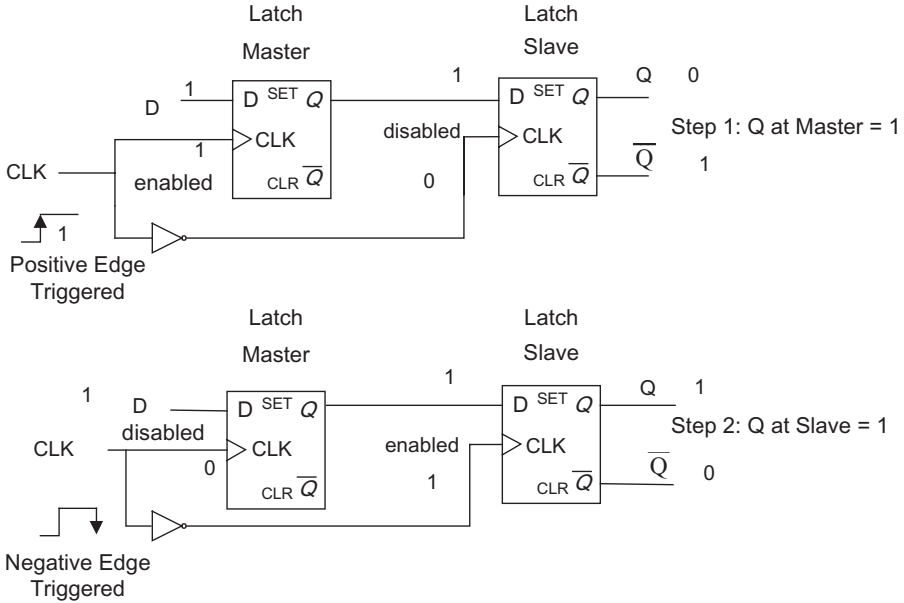 Latch
Master
Latch
Slave
D
1
D SET Q
CLK
CLR Q̅
1
D SET Q
CLK
CLR Q̅
Q 0
Q̅ 1
Step 1: Q at Master = 1
CLK
1
enabled
disabled
0
1
Positive Edge
Triggered
Latch
Master
Latch
Slave
1
D
D SET Q
CLK
CLR Q̅
1
D SET Q
CLK
CLR Q̅
Q 1
Q̅ 0
Step 2: Q at Slave = 1
CLK
disabled
0
enabled
1
Negative Edge
Triggered